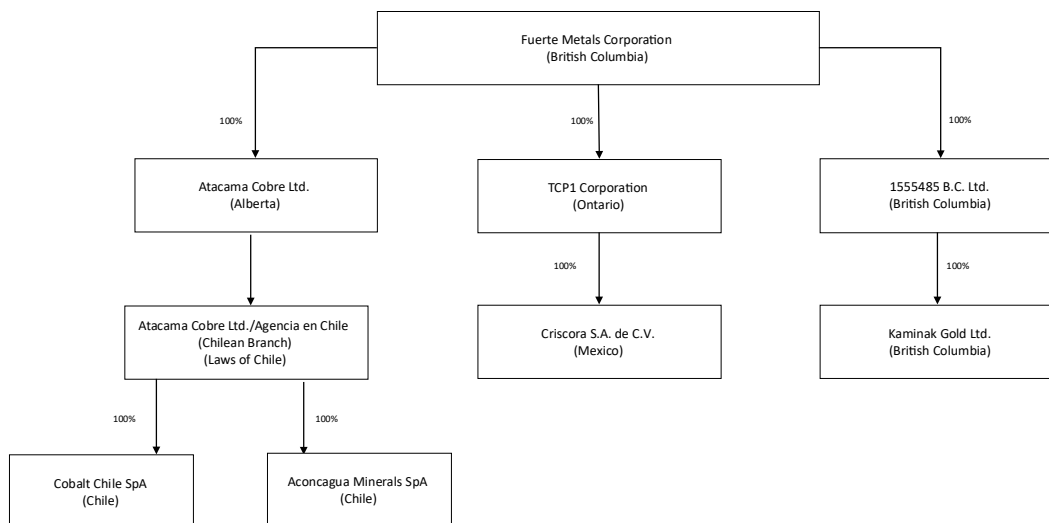 Fuerte Metals Corporation
(British Columbia)
100%
100%
100%
Atacama Cobre Ltd.
(Alberta)
TCP1 Corporation
(Ontario)
1555485 B.C. Ltd.
(British Columbia)
100%
100%
Atacama Cobre Ltd./Agencia en Chile
(Chilean Branch)
(Laws of Chile)
Criscora S.A. de C.V.
(Mexico)
Kaminak Gold Ltd.
(British Columbia)
100%
100%
Cobalt Chile SpA
(Chile)
Aconcagua Minerals SpA
(Chile)